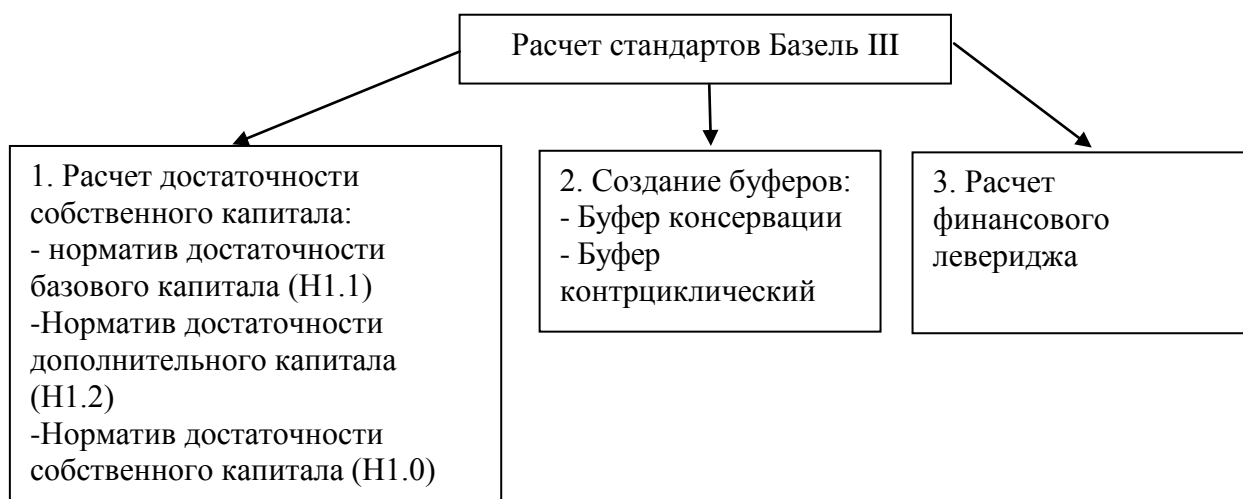 Расчет стандартов Базель III
1. Расчет достаточности
собственного капитала:
- норматив достаточности
базового капитала (Н1.1)
-Норматив достаточности
дополнительного капитала
(Н1.2)
-Норматив достаточности
собственного капитала (Н1.0)
2. Создание буферов:
- Буфер консервации
- Буфер
контрциклический
3. Расчет
финансового
левериджа